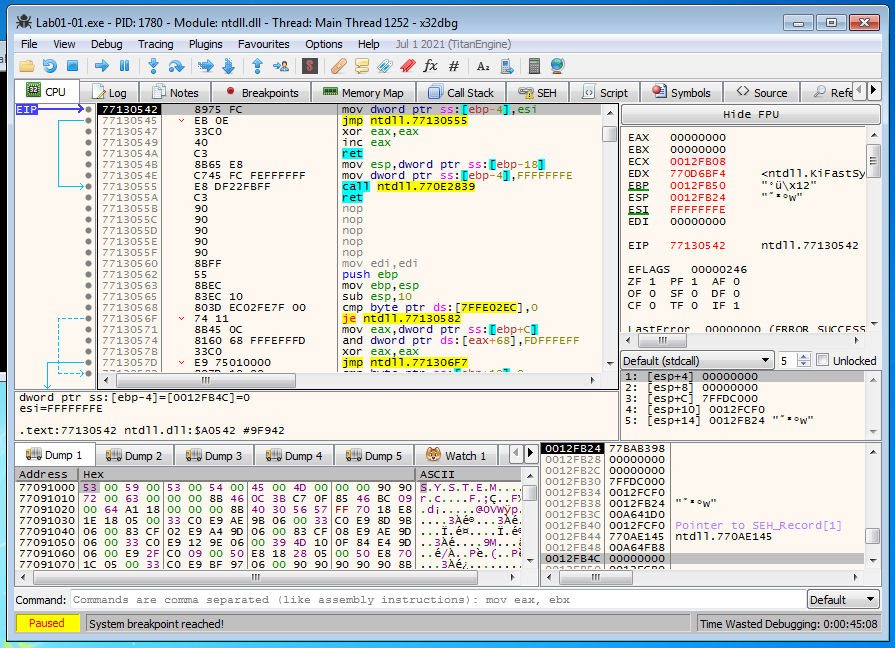 Lab01-01.exe - PID: 1780 - Module: ntdll.dll - Thread: Main Thread 1252 - x32dbg
File View Debug Tracing Plugins Favourites Options Help Jul 1 2021 (TitanEngine)
CPU Log Notes Breakpoints Memory Map Call Stack SEH Script Symbols Source Refe
EIP
77130542 8975 FC mov dword ptr ss:[ebp-4],esi
77130545 EB 0E jmp ntdll.77130555
77130547 33C0 xor eax,eax
77130549 40 inc eax
7713054A C3 ret
7713054B 8B65 E8 mov esp,dword ptr ss:[ebp-18]
7713054E C745 FC FEFFFFFF mov dword ptr ss:[ebp-4],FFFFFFFE
77130555 E8 DF22FBFF call ntdll.770E2839
7713055A C3 ret
7713055B 90 nop
7713055C 90 nop
7713055D 90 nop
7713055E 90 nop
7713055F 90 nop
77130560 8BFF mov edi,edi
77130562 55 push ebp
77130563 8BEC mov ebp,esp
77130565 83EC 10 sub esp,10
77130568 803D EC02FE7F 00 cmp byte ptr ds:[7FFE02EC],0
7713056F 74 11 je ntdll.77130582
77130571 8B45 0C mov eax,dword ptr ss:[ebp+C]
77130574 8160 68 FFFEFFFD and dword ptr ds:[eax+68],FDFFFEFF
7713057B 33C0 xor eax,eax
7713057D E9 75010000 jmp ntdll.771306F7
Hide FPU
EAX 00000000
EBX 00000000
ECX 0012FB08
EDX 770D6BF4 <ntdll.KiFastSy
EBP 0012FB50 "°û\x12"
ESP 0012FB24
ESI FFFFFFFE
EDI 00000000
EIP 77130542 ntdll.77130542
EFLAGS 00000246
ZF 1 PF 1 AF 0
OF 0 SF 0 DF 0
CF 0 TF 0 IF 1
LastError 00000000 (ERROR_SUCCESS
Default (stdcall) 5 Unlocked
1: [esp+4] 00000000
2: [esp+8] 00000000
3: [esp+C] 7FFDC000
4: [esp+10] 0012FCF0
5: [esp+14] 0012FB24
dword ptr ss:[ebp-4]=[0012FB4C]=0
esi=FFFFFFFE
.text:77130542 ntdll.dll:$A0542 #9F942
Dump 1 Dump 2 Dump 3 Dump 4 Dump 5 Watch 1
Address Hex ASCII
77091000 53 00 59 00 53 00 54 00 45 00 4D 00 00 00 90 90 S.Y.S.T.E.M.
77091010 72 00 63 00 00 00 8B 46 0C 3B C7 0F 85 46 BC 09
77091020 00 64 A1 18 00 00 00 8B 40 30 56 57 FF 70 18 E8
77091030 1E 18 05 00 33 C0 E9 AE 9B 06 00 33 C0 E9 8D 9B
77091040 06 00 83 CF 02 E9 A4 9D 06 00 83 CF 08 E9 AE 9D
77091050 06 00 33 C0 E9 12 9E 06 00 39 4D 10 0F 84 E4 9D
77091060 06 00 E9 2F C0 09 00 50 E8 18 28 05 00 50 E8 70
77091070 1C 05 00 33 C0 E9 BF 97 06 00 90 90 90 90 90 8B
0012FB24 77BAB398
0012FB28 00000000
0012FB2C 00000000
0012FB30 7FFDC000
0012FB34 0012FCF0
0012FB38 0012FB24
0012FB3C 00A641D0
0012FB40 0012FCF0 Pointer to SEH_Record[1]
0012FB44 770AE145 ntdll.770AE145
0012FB48 00A64FB8
0012FB4C 00000000
Command: Commands are comma separated (like assembly instructions): mov eax, ebx Default
Paused System breakpoint reached! Time Wasted Debugging: 0:00:45:08